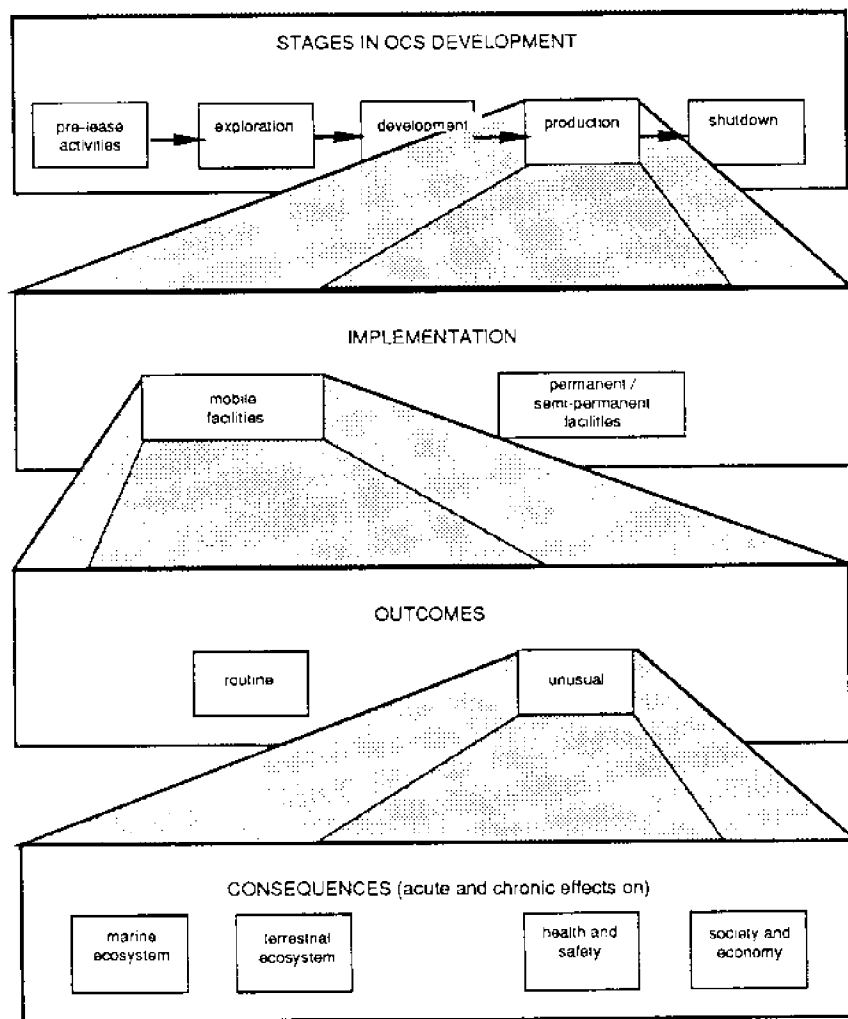 STAGES IN OCS DEVELOPMENT
pre-lease
activities
exploration
development
production
shutdown
IMPLEMENTATION
mobile
facilities
permanent /
semi-permanent
facilities
OUTCOMES
routine
unusual
CONSEQUENCES (acute and chronic effects on)
marine
ecosystem
terrestrial
ecosystem
health and
safety
society and
economy